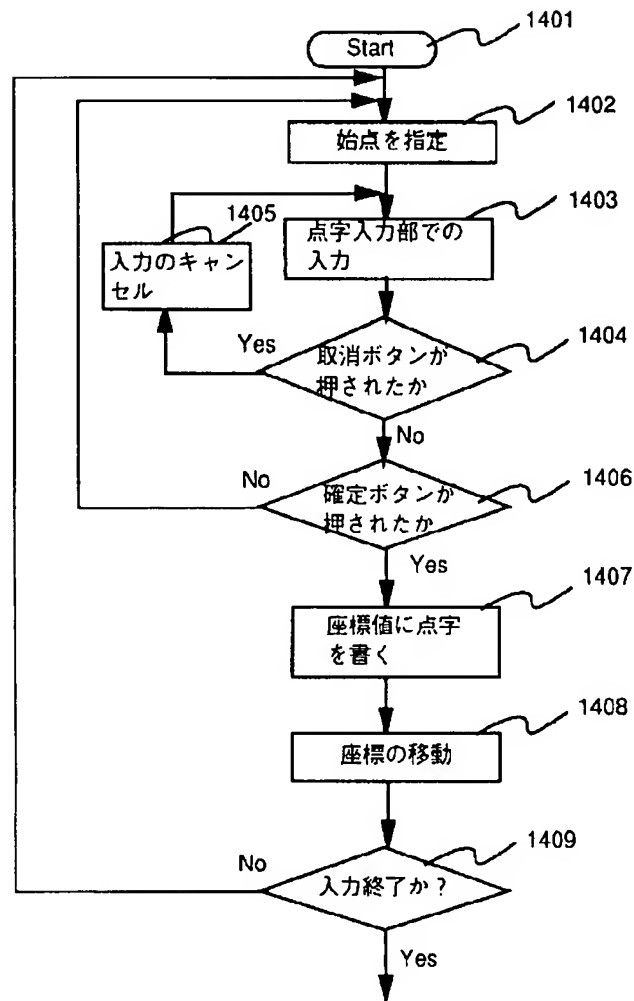 Start
1401
1402
始点を指定
1403
点字入力部での
入力
1405
入力のキャン
セル
Yes
取消ボタンか
押されたか
1404
No
No
確定ボタンか
押されたか
1406
Yes
1407
座標値に点字
を書く
1408
座標の移動
1409
No
入力終了か？
Yes